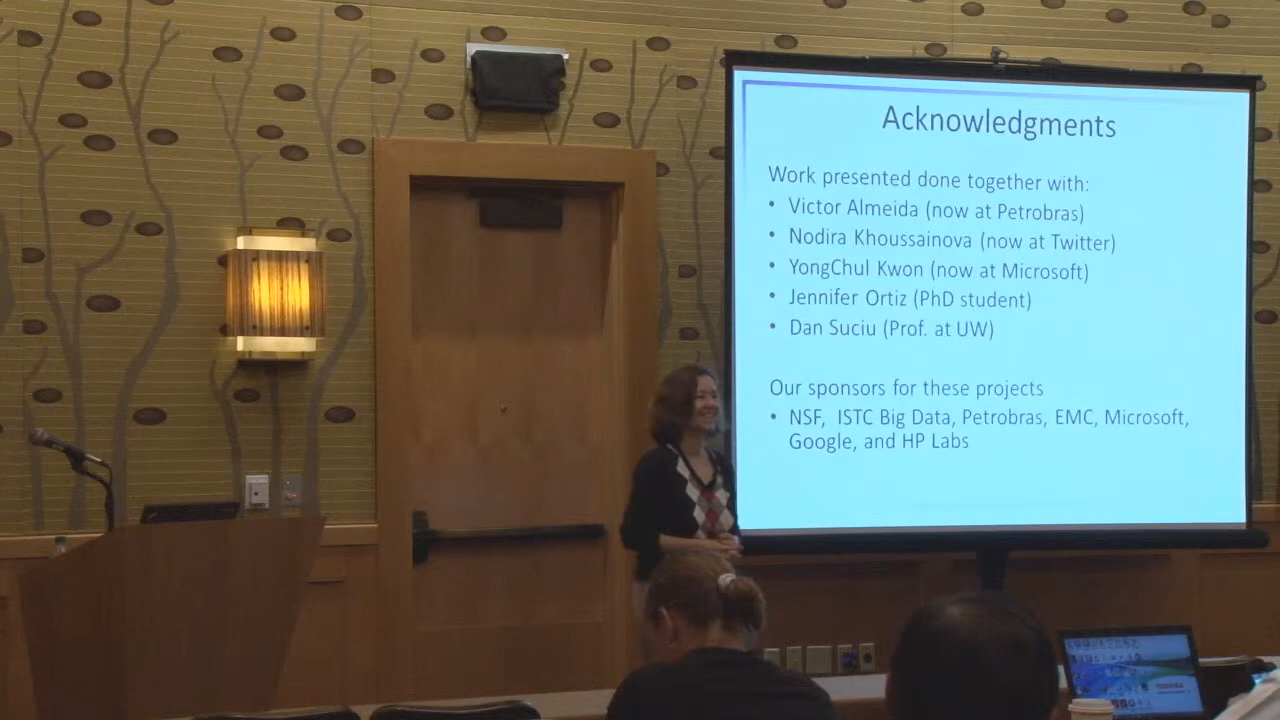 Acknowledgments
Work presented done together with:
• Victor Almeida (now at Petrobras)
• Nodira Khoussainova (now at Twitter)
• YongChul Kwon (now at Microsoft)
• Jennifer Ortiz (PhD student)
• Dan Suciu (Prof. at UW)
Our sponsors for these projects
• NSF, ISTC Big Data, Petrobras, EMC, Microsoft,
Google, and HP Labs
TOSHIBA